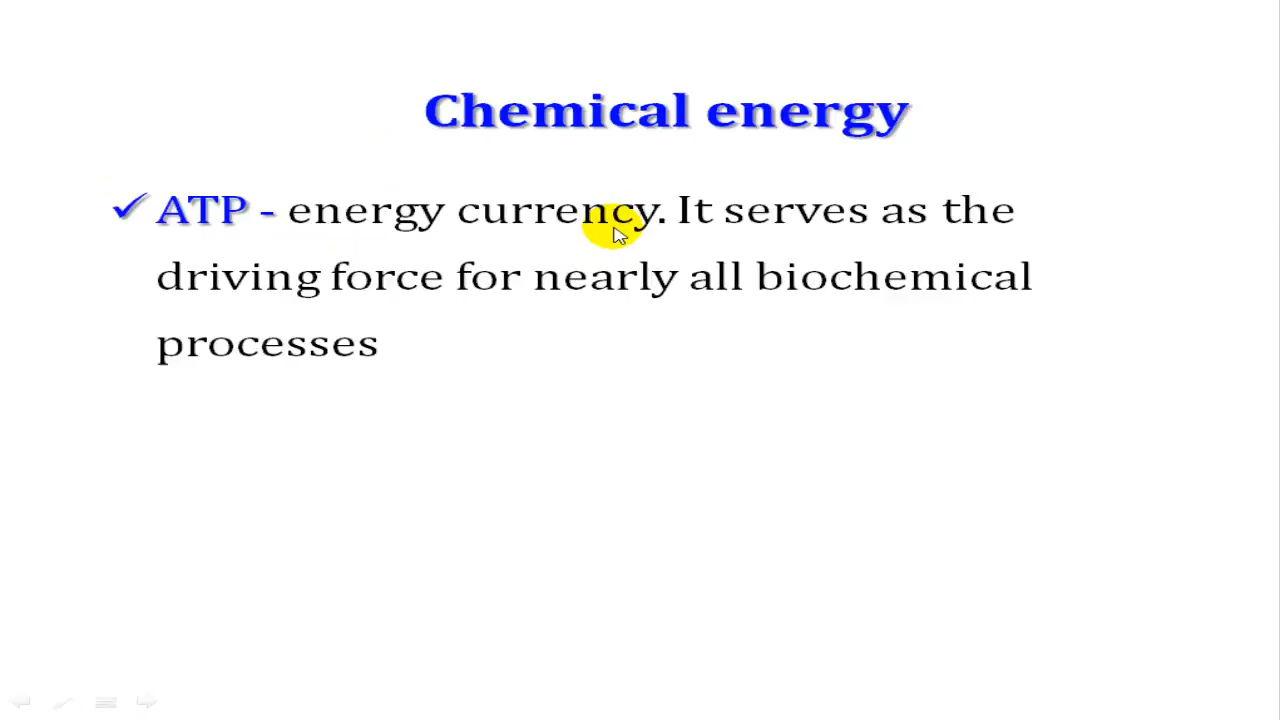 Chemical energy
✓ ATP - energy currency. It serves as the
driving force for nearly all biochemical
processes